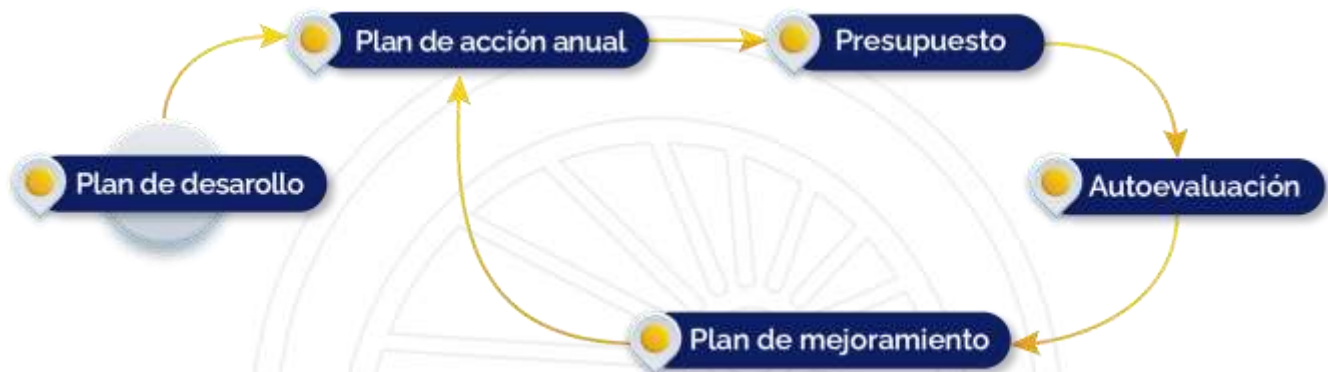 Plan de acción anual
Presupuesto
Plan de desarollo
Autoevaluación
Plan de mejoramiento